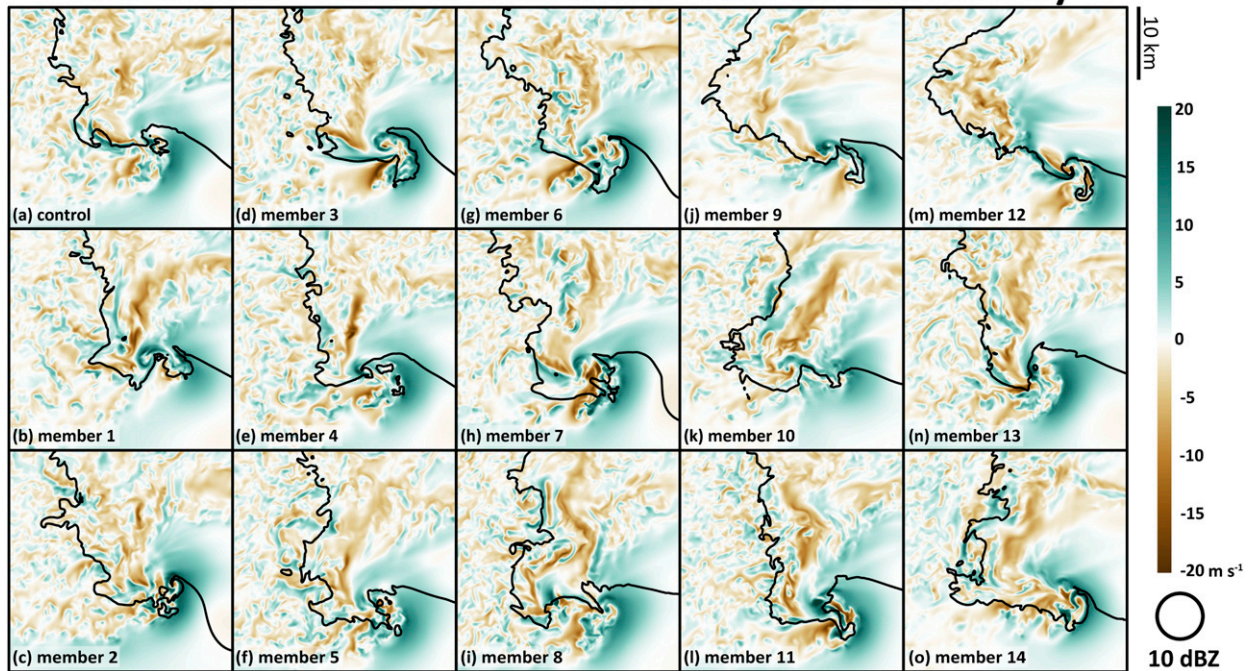 10 km
(a) control
(d) member 3
(g) member 6
(j) member 9
(m) member 12
(b) member 1
(e) member 4
(h) member 7
(k) member 10
(n) member 13
(c) member 2
(f) member 5
(i) member 8
(l) member 11
(o) member 14
20
15
10
5
0
-5
-10
-15
-20 m s⁻¹
10 dBZ